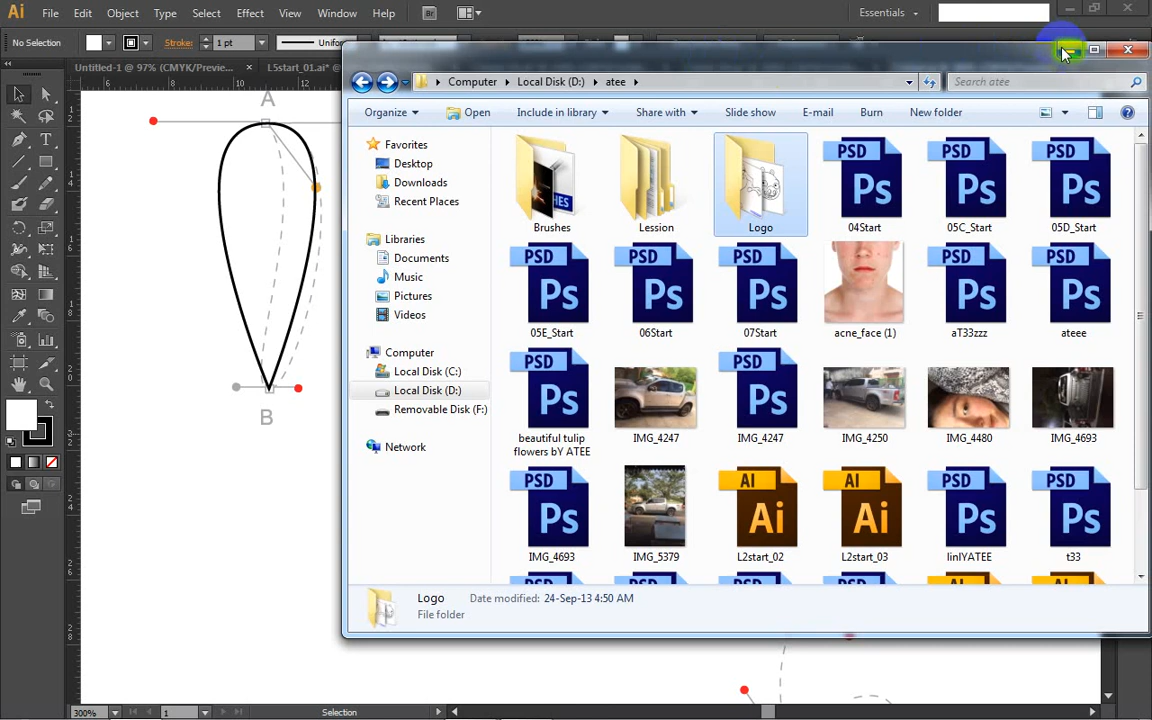 Ai File Edit Object Type Select Effect View Window Help Br Essentials
No Selection Stroke: 1 pt Uniform
Untitled-1 @ 97% (CMYK/Preview... L5start_01.ai*
Computer Local Disk (D:) atee Search atee
Organize Open Include in library Share with Slide show E-mail Burn New folder
Favorites
Desktop
Downloads
Recent Places
Libraries
Documents
Music
Pictures
Videos
Computer
Local Disk (C:)
Local Disk (D:)
Removable Disk (F:)
Network
PSD Ps PSD Ps PSD Ps
Brushes Lession Logo 04Start 05C_Start 05D_Start
PSD Ps PSD Ps PSD Ps PSD Ps PSD Ps
05E_Start 06Start 07Start acne_face (1) aT33zzz ateee
PSD Ps PSD Ps
beautiful tulip flowers bY ATEE IMG_4247 IMG_4247 IMG_4250 IMG_4480 IMG_4693
PSD Ps AI Ai AI Ai PSD Ps PSD Ps
IMG_4693 IMG_5379 L2start_02 L2start_03 linIYATEE t33
Logo Date modified: 24-Sep-13 4:50 AM
File folder
A
B
300% 1 Selection